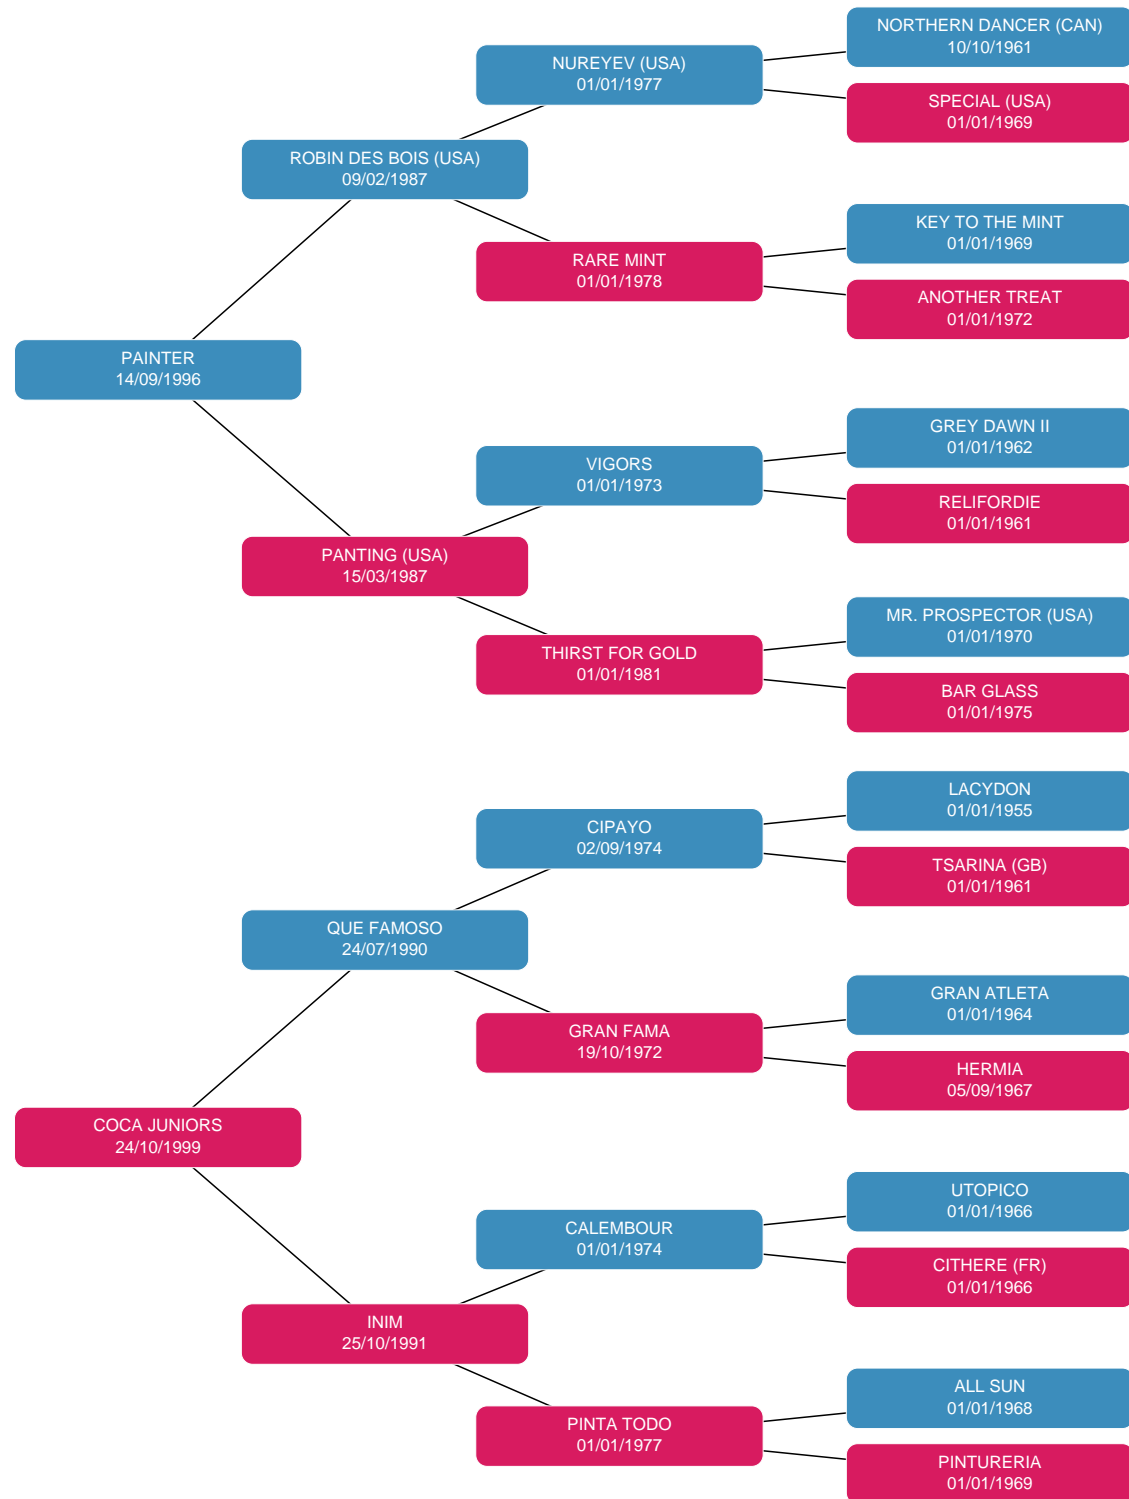 NORTHERN DANCER (CAN)
10/10/1961
NUREYEV (USA)
01/01/1977
SPECIAL (USA)
01/01/1969
ROBIN DES BOIS (USA)
09/02/1987
KEY TO THE MINT
01/01/1969
RARE MINT
01/01/1978
ANOTHER TREAT
01/01/1972
PAINTER
14/09/1996
GREY DAWN II
01/01/1962
VIGORS
01/01/1973
RELIFORDIE
01/01/1961
PANTING (USA)
15/03/1987
MR. PROSPECTOR (USA)
01/01/1970
THIRST FOR GOLD
01/01/1981
BAR GLASS
01/01/1975
LACYDON
01/01/1955
CIPAYO
02/09/1974
TSARINA (GB)
01/01/1961
QUE FAMOSO
24/07/1990
GRAN ATLETA
01/01/1964
GRAN FAMA
19/10/1972
HERMIA
05/09/1967
COCA JUNIORS
24/10/1999
UTOPICO
01/01/1966
CALEMBOUR
01/01/1974
CITHERE (FR)
01/01/1966
INIM
25/10/1991
ALL SUN
01/01/1968
PINTA TODO
01/01/1977
PINTURERIA
01/01/1969